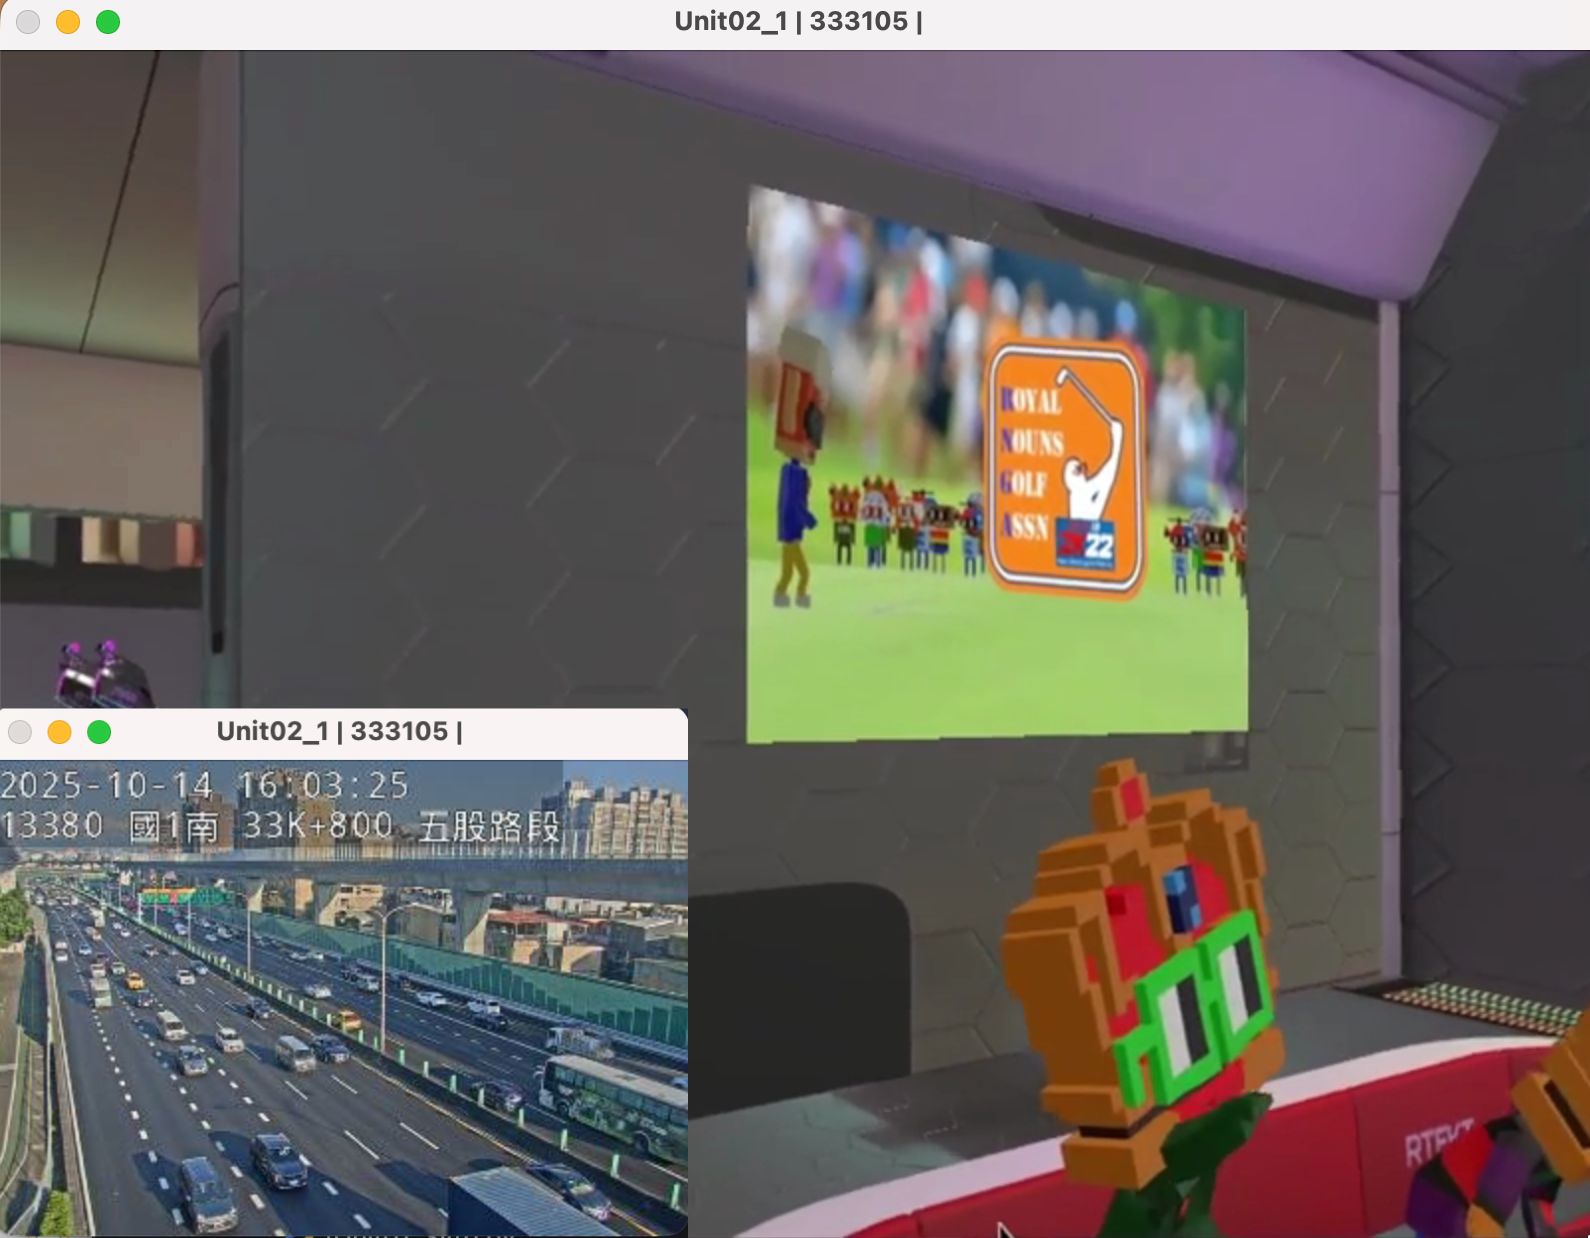 Unit02_1 | 333105 |
ROYAL
NOUNS
GOLF
ASSN
22
Unit02_1 | 333105 |
2025-10-14 16:03:25
13380 國1南 33K+800 五股路段